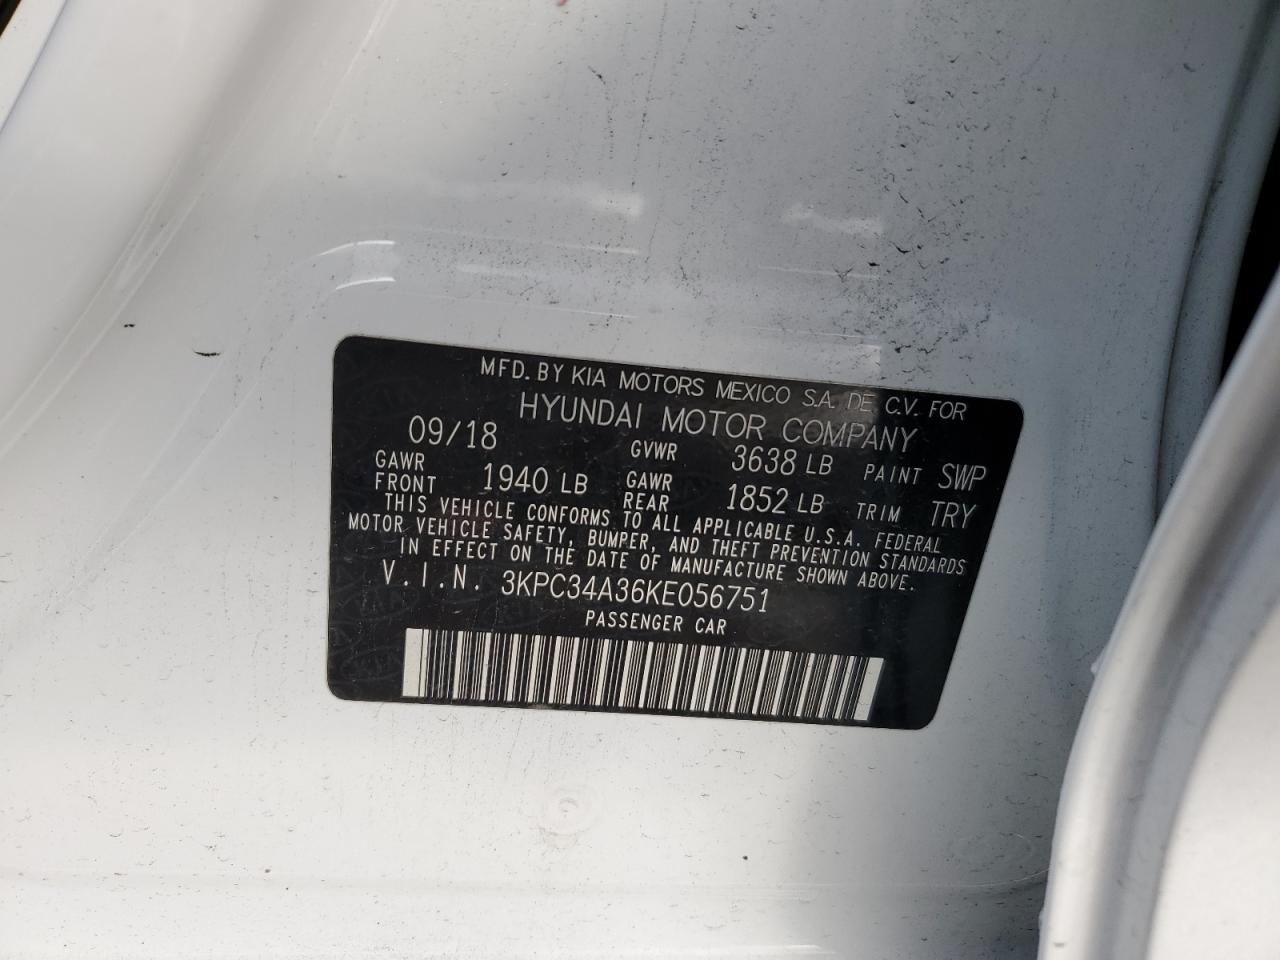 MFD. BY KIA MOTORS MEXICO S.A. DE C.V. FOR
HYUNDAI MOTOR COMPANY
09/18 GVWR 3638 LB PAINT SWP
GAWR FRONT 1940 LB GAWR REAR 1852 LB TRIM TRY
THIS VEHICLE CONFORMS TO ALL APPLICABLE U.S.A. FEDERAL
MOTOR VEHICLE SAFETY, BUMPER, AND THEFT PREVENTION STANDARDS
IN EFFECT ON THE DATE OF MANUFACTURE SHOWN ABOVE.
V.I.N. 3KPC34A36KE056751
PASSENGER CAR